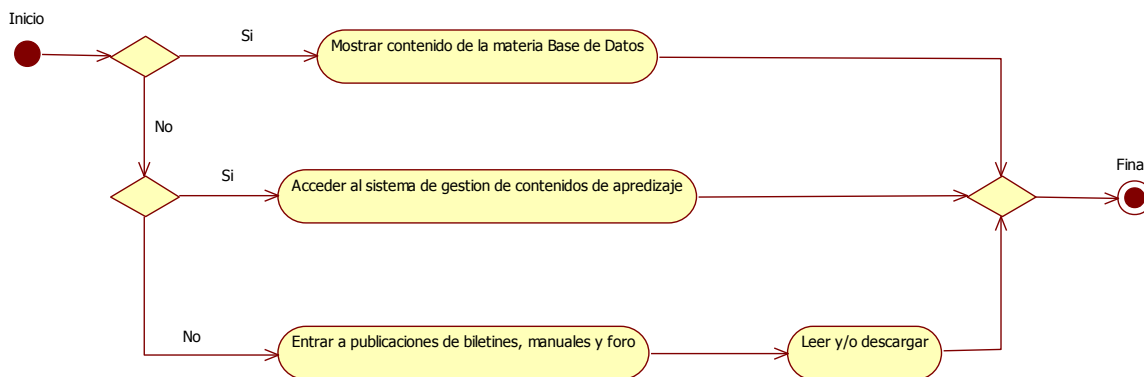 Inicio
Si
Mostrar contenido de la materia Base de Datos
No
Si
Acceder al sistema de gestion de contenidos de apredizaje
Fina
No
Entrar a publicaciones de biletines, manuales y foro
Leer y/o descargar